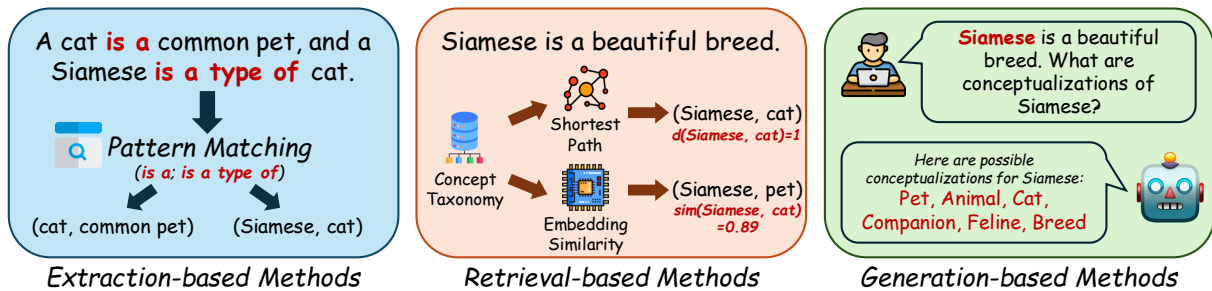 A cat is a common pet, and a
Siamese is a type of cat.
Pattern Matching
(is a; is a type of)
(cat, common pet)
(Siamese, cat)
Extraction-based Methods
Siamese is a beautiful breed.
Concept
Taxonomy
Shortest
Path
(Siamese, cat)
d(Siamese, cat)=1
Embedding
Similarity
(Siamese, pet)
sim(Siamese, cat)
=0.89
Retrieval-based Methods
Siamese is a beautiful
breed. What are
conceptualizations of
Siamese?
Here are possible
conceptualizations for Siamese:
Pet, Animal, Cat,
Companion, Feline, Breed
Generation-based Methods